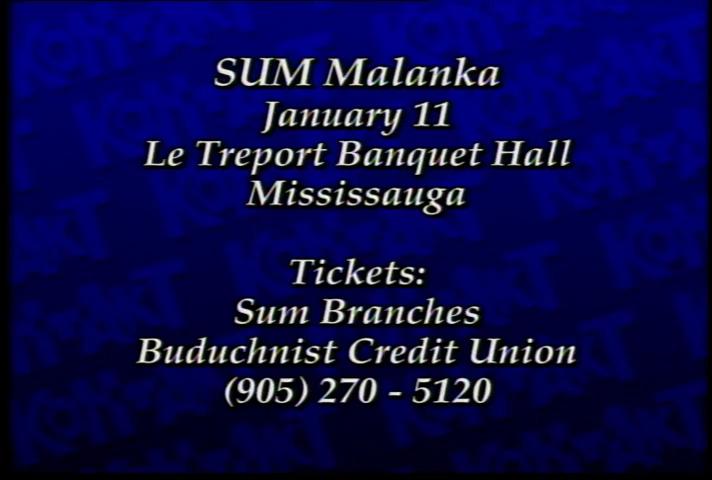 SUM Malanka
January 11
Le Treport Banquet Hall
Mississauga
Tickets:
Sum Branches
Buduchnist Credit Union
(905) 270 - 5120